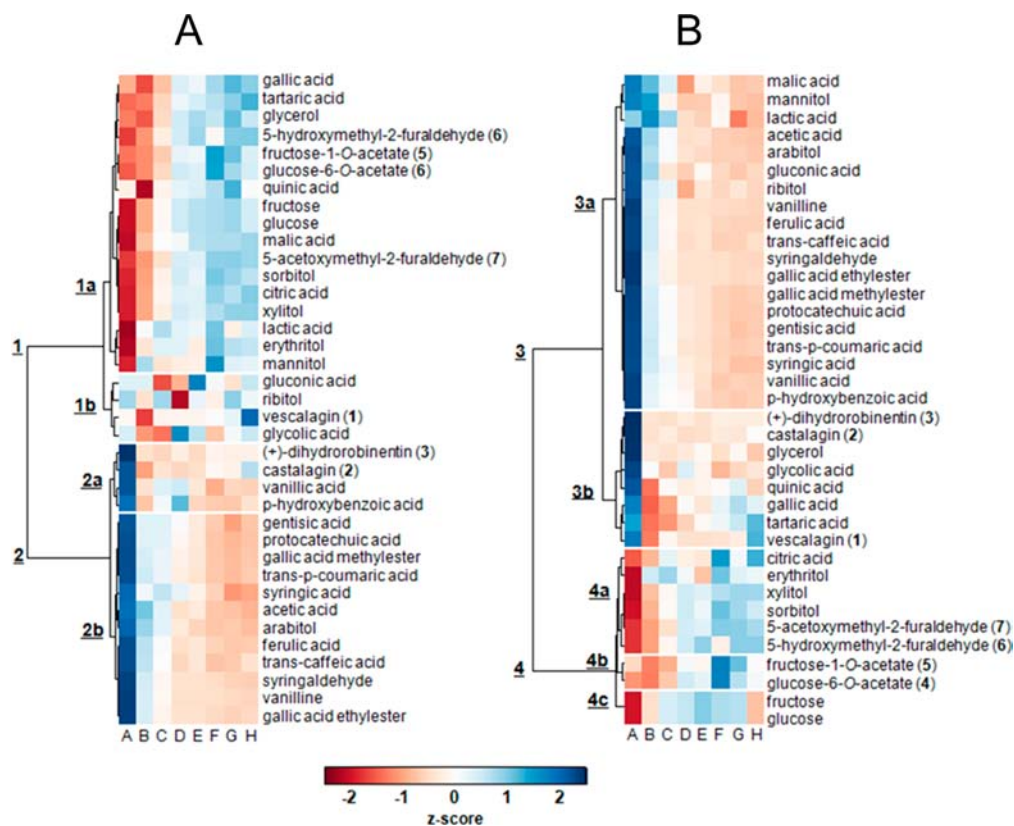 A
gallic acid
tartaric acid
glycerol
5-hydroxymethyl-2-furaldehyde (6)
fructose-1-O-acetate (5)
glucose-6-O-acetate (6)
quinic acid
fructose
glucose
malic acid
5-acetoxymethyl-2-furaldehyde (7)
sorbitol
citric acid
xylitol
lactic acid
erythritol
mannitol
gluconic acid
ribitol
vescalagin (1)
glycolic acid
(+)-dihydrorobinentin (3)
castalagin (2)
vanillic acid
p-hydroxybenzoic acid
gentisic acid
protocatechuic acid
gallic acid methylester
trans-p-coumaric acid
syringic acid
acetic acid
arabitol
ferulic acid
trans-caffeic acid
syringaldehyde
vanilline
gallic acid ethylester
1a
1
1b
2a
2
2b
A B C D E F G H
B
malic acid
mannitol
lactic acid
acetic acid
arabitol
gluconic acid
ribitol
vanilline
ferulic acid
trans-caffeic acid
syringaldehyde
gallic acid ethylester
gallic acid methylester
protocatechuic acid
gentisic acid
trans-p-coumaric acid
syringic acid
vanillic acid
p-hydroxybenzoic acid
(+)-dihydrorobinentin (3)
castalagin (2)
glycerol
glycolic acid
quinic acid
gallic acid
tartaric acid
vescalagin (1)
citric acid
erythritol
xylitol
sorbitol
5-acetoxymethyl-2-furaldehyde (7)
5-hydroxymethyl-2-furaldehyde (6)
fructose-1-O-acetate (5)
glucose-6-O-acetate (4)
fructose
glucose
3a
3
3b
4a
4b
4
4c
A B C D E F G H
-2 -1 0 1 2
z-score